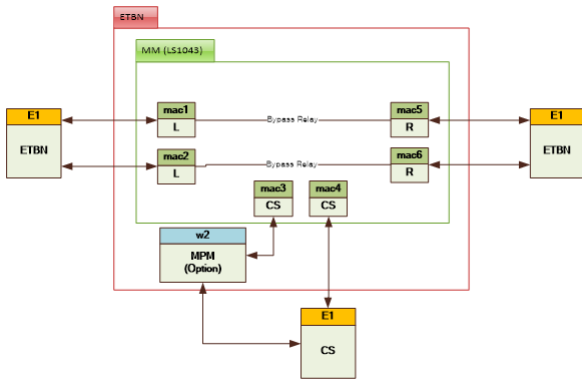 ETBN
MM (LS1043)
E1
ETBN
mac1
L
Bypass Relay
mac5
R
E1
ETBN
mac2
L
Bypass Relay
mac6
R
mac3
CS
mac4
CS
w2
MPM
(Option)
E1
CS